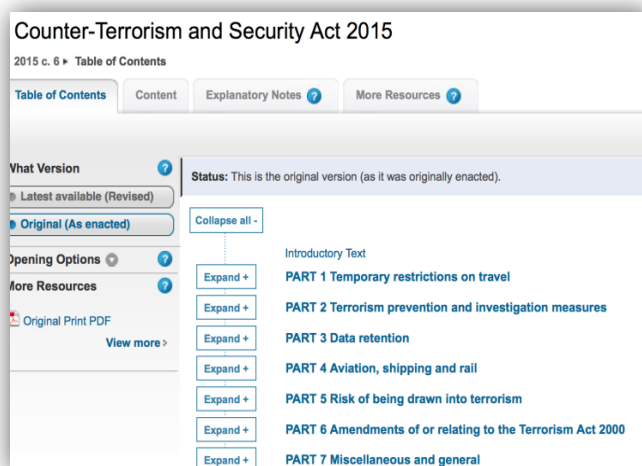 Counter-Terrorism and Security Act 2015
2015 c. 6 ▸ Table of Contents
Table of Contents Content Explanatory Notes ? More Resources ?
What Version ?
Latest available (Revised)
Original (As enacted)
Opening Options ?
More Resources ?
Original Print PDF
View more ›
Status: This is the original version (as it was originally enacted).
Collapse all -
Introductory Text
Expand + PART 1 Temporary restrictions on travel
Expand + PART 2 Terrorism prevention and investigation measures
Expand + PART 3 Data retention
Expand + PART 4 Aviation, shipping and rail
Expand + PART 5 Risk of being drawn into terrorism
Expand + PART 6 Amendments of or relating to the Terrorism Act 2000
Expand + PART 7 Miscellaneous and general